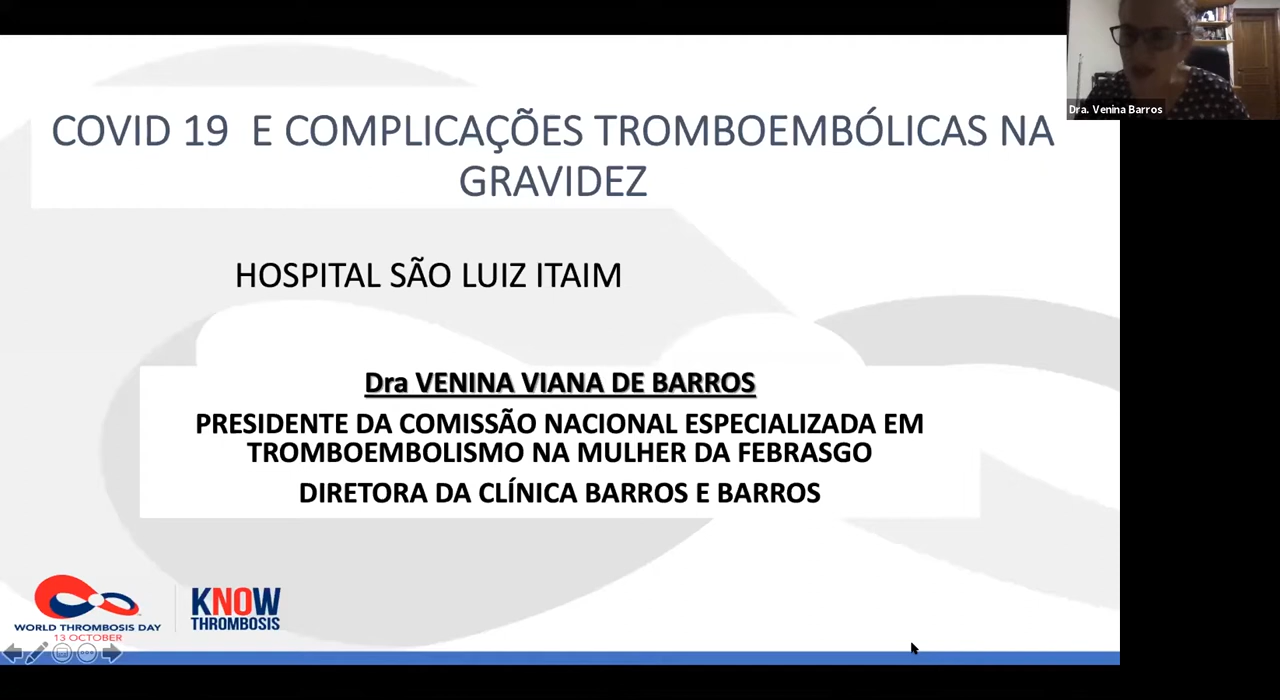 Dra. Venina Barros
COVID 19 E COMPLICAÇÕES TROMBOEMBÓLICAS NA
GRAVIDEZ
HOSPITAL SÃO LUIZ ITAIM
Dra VENINA VIANA DE BARROS
PRESIDENTE DA COMISSÃO NACIONAL ESPECIALIZADA EM
TROMBOEMBOLISMO NA MULHER DA FEBRASGO
DIRETORA DA CLÍNICA BARROS E BARROS
WORLD THROMBOSIS DAY
13 OCTOBER
KNOW
THROMBOSIS